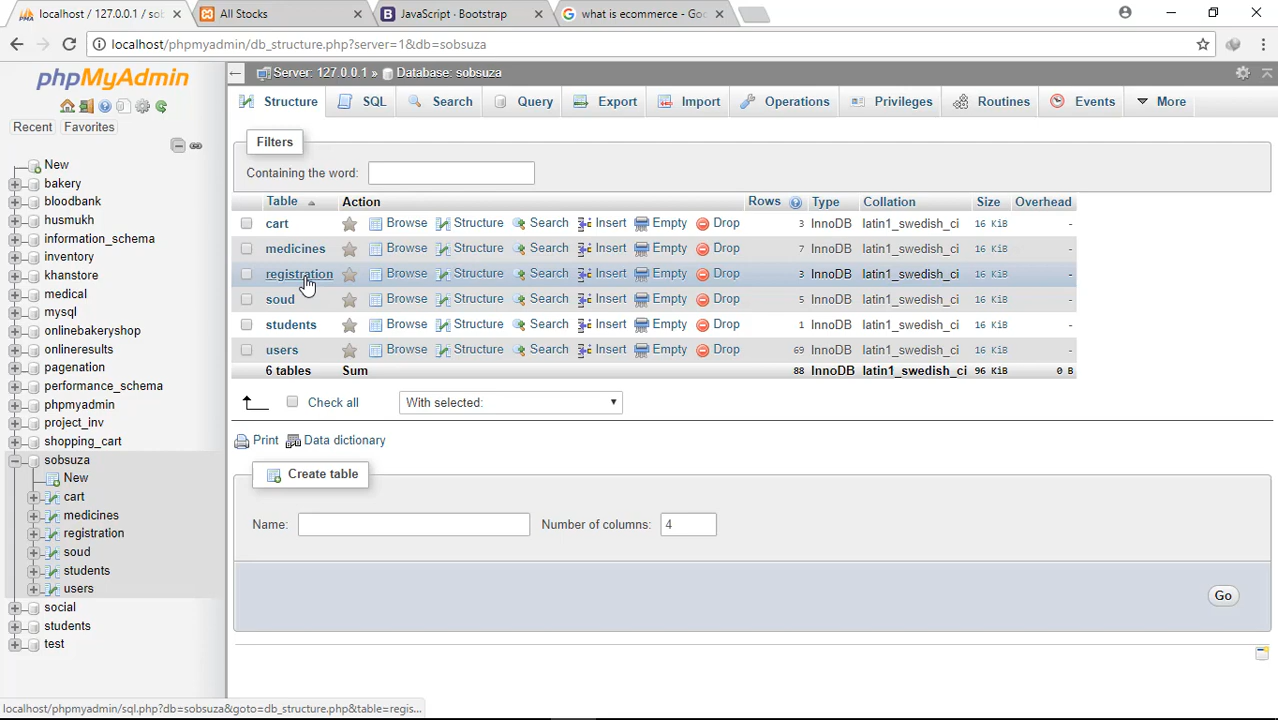 localhost / 127.0.0.1 / sob
All Stocks
JavaScript · Bootstrap
what is ecommerce - Goo
localhost/phpmyadmin/db_structure.php?server=1&db=sobsuza
phpMyAdmin
Recent
Favorites
New
bakery
bloodbank
husmukh
information_schema
inventory
khanstore
medical
mysql
onlinebakeryshop
onlineresults
pagenation
performance_schema
phpmyadmin
project_inv
shopping_cart
sobsuza
New
cart
medicines
registration
soud
students
users
social
students
test
Server: 127.0.0.1 » Database: sobsuza
Structure SQL Search Query Export Import Operations Privileges Routines Events More
Filters
Containing the word:
Table Action Rows Type Collation Size Overhead
cart Browse Structure Search Insert Empty Drop 3 InnoDB latin1_swedish_ci 16 KiB -
medicines Browse Structure Search Insert Empty Drop 7 InnoDB latin1_swedish_ci 16 KiB -
registration Browse Structure Search Insert Empty Drop 3 InnoDB latin1_swedish_ci 16 KiB -
soud Browse Structure Search Insert Empty Drop 5 InnoDB latin1_swedish_ci 16 KiB -
students Browse Structure Search Insert Empty Drop 1 InnoDB latin1_swedish_ci 16 KiB -
users Browse Structure Search Insert Empty Drop 69 InnoDB latin1_swedish_ci 16 KiB -
6 tables Sum 88 InnoDB latin1_swedish_ci 96 KiB 0 B
Check all With selected:
Print Data dictionary
Create table
Name: Number of columns: 4
Go
localhost/phpmyadmin/sql.php?db=sobsuza&goto=db_structure.php&table=regis...